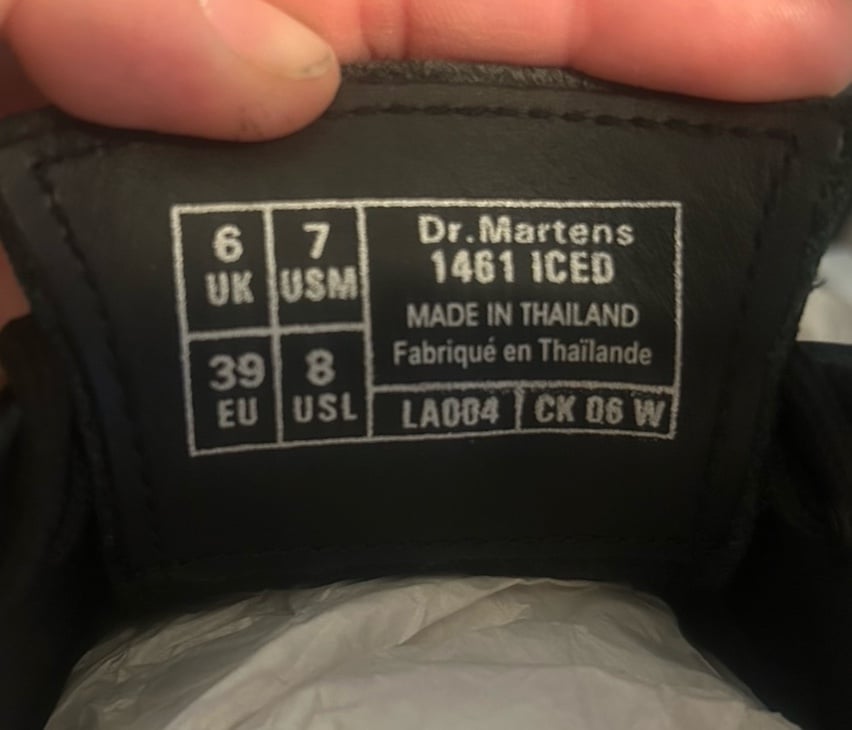 6
UK
7
USM
39
EU
8
USL
Dr.Martens
1461 ICED
MADE IN THAILAND
Fabriqué en Thaïlande
LA004
CK 06 W